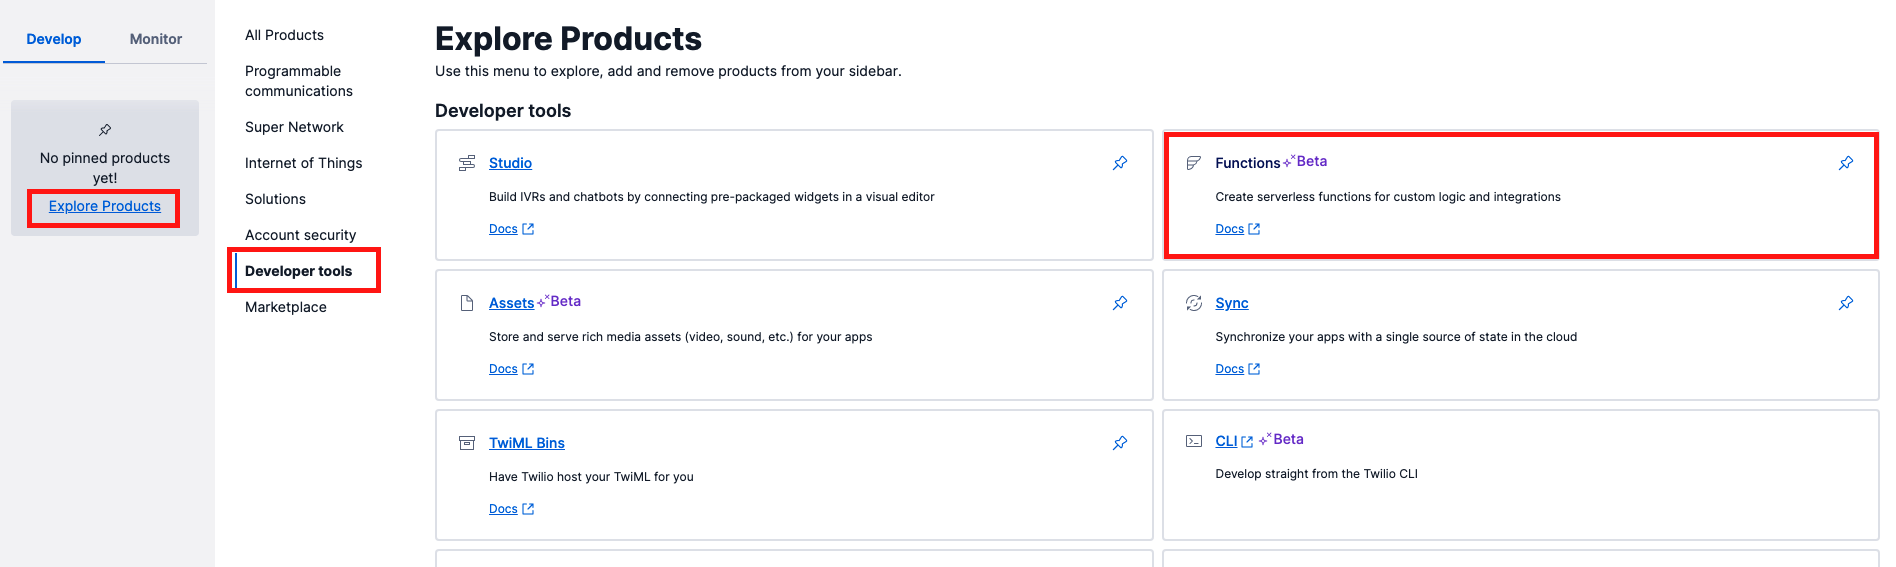 Develop
Monitor
No pinned products
yet!
Explore Products
All Products
Programmable
communications
Super Network
Internet of Things
Solutions
Account security
Developer tools
Marketplace
Explore Products
Use this menu to explore, add and remove products from your sidebar.
Developer tools
Studio
Build IVRs and chatbots by connecting pre-packaged widgets in a visual editor
Docs
Functions Beta
Create serverless functions for custom logic and integrations
Docs
Assets Beta
Store and serve rich media assets (video, sound, etc.) for your apps
Docs
Sync
Synchronize your apps with a single source of state in the cloud
Docs
TwiML Bins
Have Twilio host your TwiML for you
Docs
CLI Beta
Develop straight from the Twilio CLI